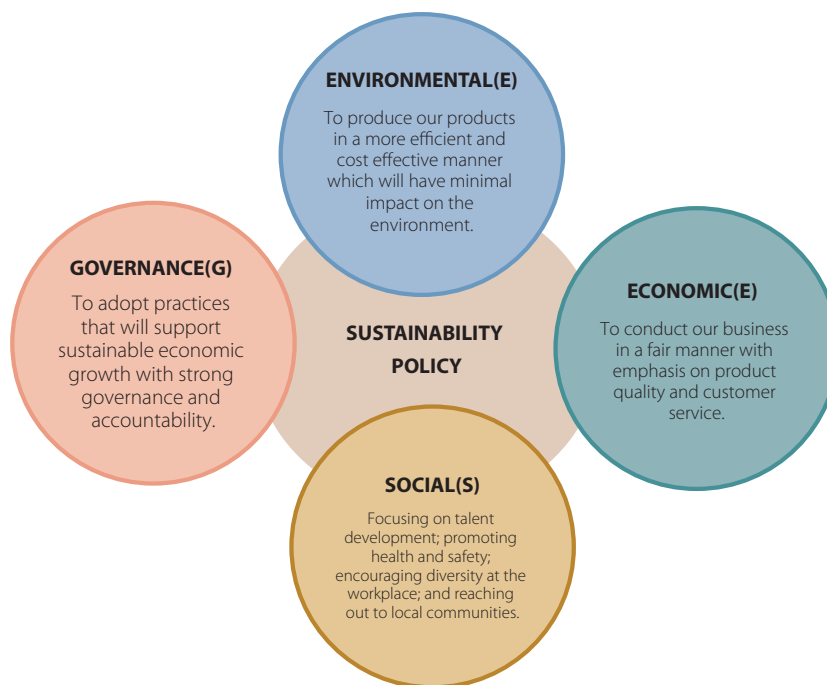 ENVIRONMENTAL(E)
To produce our products
in a more efficient and
cost effective manner
which will have minimal
impact on the
environment.
GOVERNANCE(G)
To adopt practices
that will support
sustainable economic
growth with strong
governance and
accountability.
SUSTAINABILITY
POLICY
ECONOMIC(E)
To conduct our business
in a fair manner with
emphasis on product
quality and customer
service.
SOCIAL(S)
Focusing on talent
development; promoting
health and safety;
encouraging diversity at the
workplace; and reaching
out to local communities.